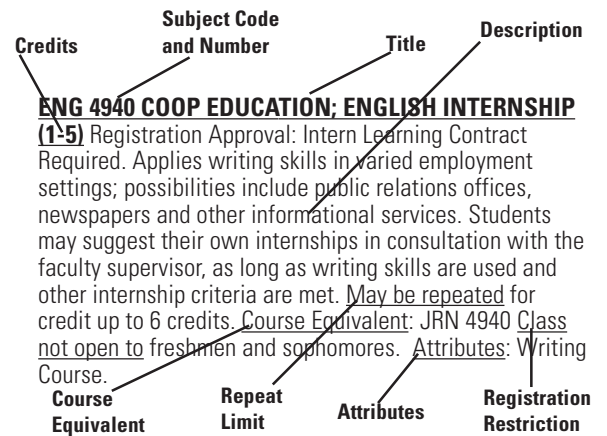 Subject Code
and Number
Credits
Title
Description
ENG 4940 COOP EDUCATION; ENGLISH INTERNSHIP
(1-5) Registration Approval: Intern Learning Contract
Required. Applies writing skills in varied employment
settings; possibilities include public relations offices,
newspapers and other informational services. Students
may suggest their own internships in consultation with the
faculty supervisor, as long as writing skills are used and
other internship criteria are met. May be repeated for
credit up to 6 credits. Course Equivalent: JRN 4940 Class
not open to freshmen and sophomores. Attributes: Writing
Course.
Course
Equivalent
Repeat
Limit
Attributes
Registration
Restriction